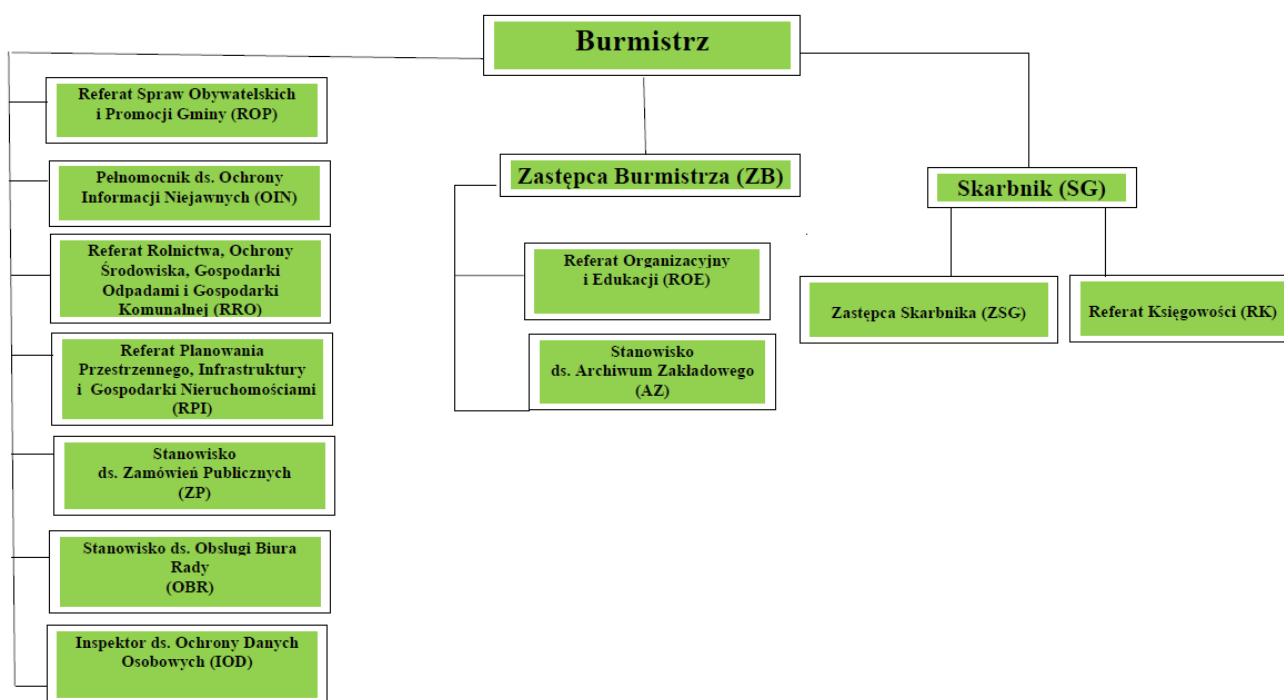 Burmistrz
Referat Spraw Obywatelskich
i Promocji Gminy (ROP)
Pełnomocnik ds. Ochrony
Informacji Niejawnych (OIN)
Referat Rolnictwa, Ochrony
Środowiska, Gospodarki
Odpadami i Gospodarki
Komunalnej (RRO)
Referat Planowania
Przestrzennego, Infrastruktury
i Gospodarki Nieruchomościami
(RPI)
Stanowisko
ds. Zamówień Publicznych
(ZP)
Stanowisko ds. Obsługi Biura
Rady
(OBR)
Inspektor ds. Ochrony Danych
Osobowych (IOD)
Zastępca Burmistrza (ZB)
Referat Organizacyjny
i Edukacji (ROE)
Stanowisko
ds. Archiwum Zakładowego
(AZ)
Skarbnik (SG)
Zastępca Skarbnika (ZSG)
Referat Księgowości (RK)